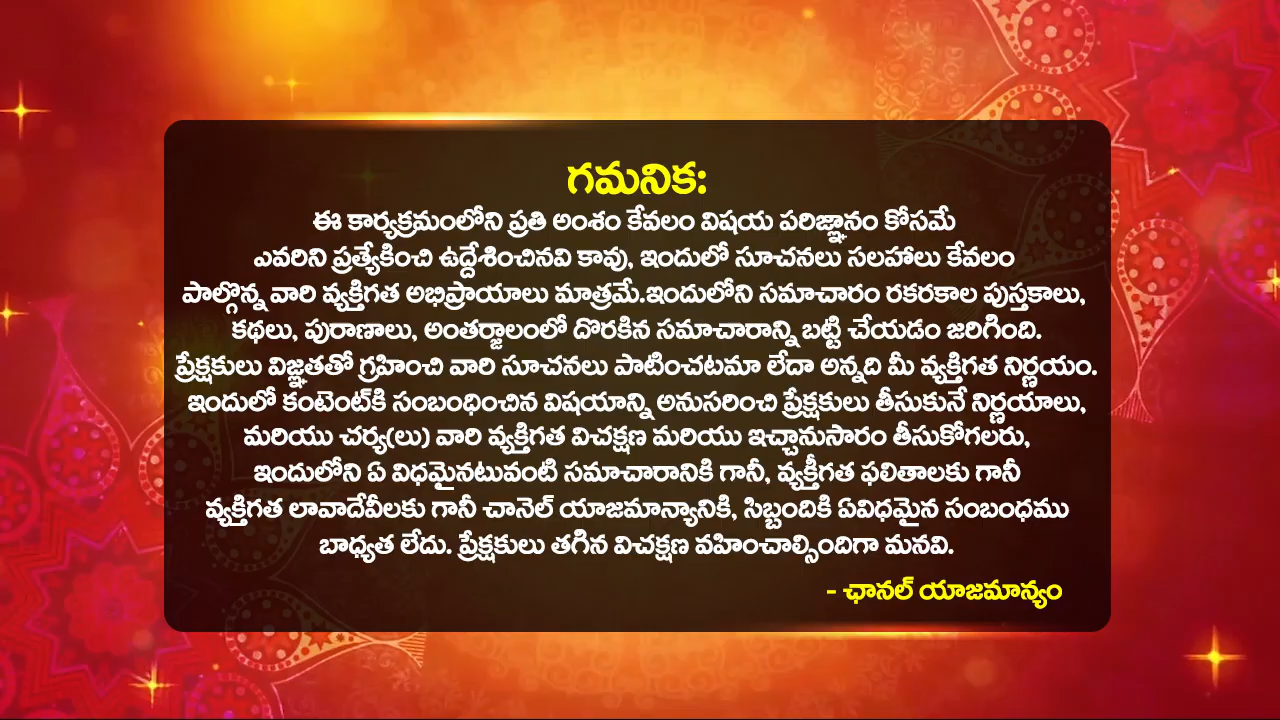 గమనిక:
ఈ కార్యక్రమంలోని ప్రతి అంశం కేవలం విషయ పరిజ్ఞానం కోసమే
ఎవరిని ప్రత్యేకించి ఉద్దేశించినవి కావు, ఇందులో సూచనలు సలహాలు కేవలం
పాల్గొన్న వారి వ్యక్తిగత అభిప్రాయాలు మాత్రమే.ఇందులోని సమాచారం రకరకాల పుస్తకాలు,
కథలు, పురాణాలు, అంతర్జాలంలో దొరకిన సమాచారాన్ని బట్టి చేయడం జరిగింది.
ప్రేక్షకులు విజ్ఞతతో గ్రహించి వారి సూచనలు పాటించటమా లేదా అన్నది మీ వ్యక్తిగత నిర్ణయం.
ఇందులో కంటెంట్‌కి సంబంధించిన విషయాన్ని అనుసరించి ప్రేక్షకులు తీసుకునే నిర్ణయాలు,
మరియు చర్య(లు) వారి వ్యక్తిగత విచక్షణ మరియు ఇచ్చానుసారం తీసుకోగలరు,
ఇందులోని ఏ విధమైనటువంటి సమాచారానికి గానీ, వ్యక్తీగత ఫలితాలకు గానీ
వ్యక్తిగత లావాదేవీలకు గానీ చానెల్ యాజమాన్యానికి, సిబ్బందికి ఏవిధమైన సంబంధము
బాధ్యత లేదు. ప్రేక్షకులు తగిన విచక్షణ వహించాల్సిందిగా మనవి.
- ఛానల్ యాజమాన్యం